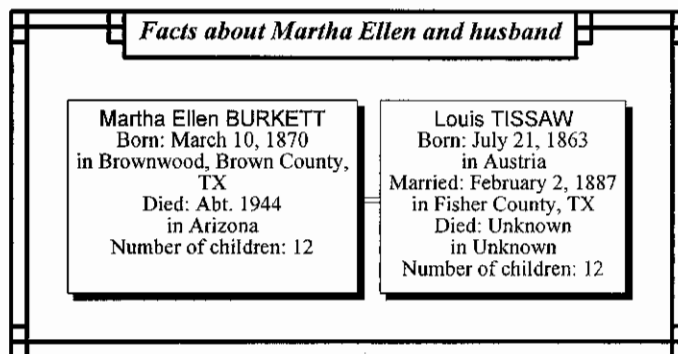 Facts about Martha Ellen and husband
Martha Ellen BURKETT
Born: March 10, 1870
in Brownwood, Brown County,
TX
Died: Abt. 1944
in Arizona
Number of children: 12
Louis TISSAW
Born: July 21, 1863
in Austria
Married: February 2, 1887
in Fisher County, TX
Died: Unknown
in Unknown
Number of children: 12